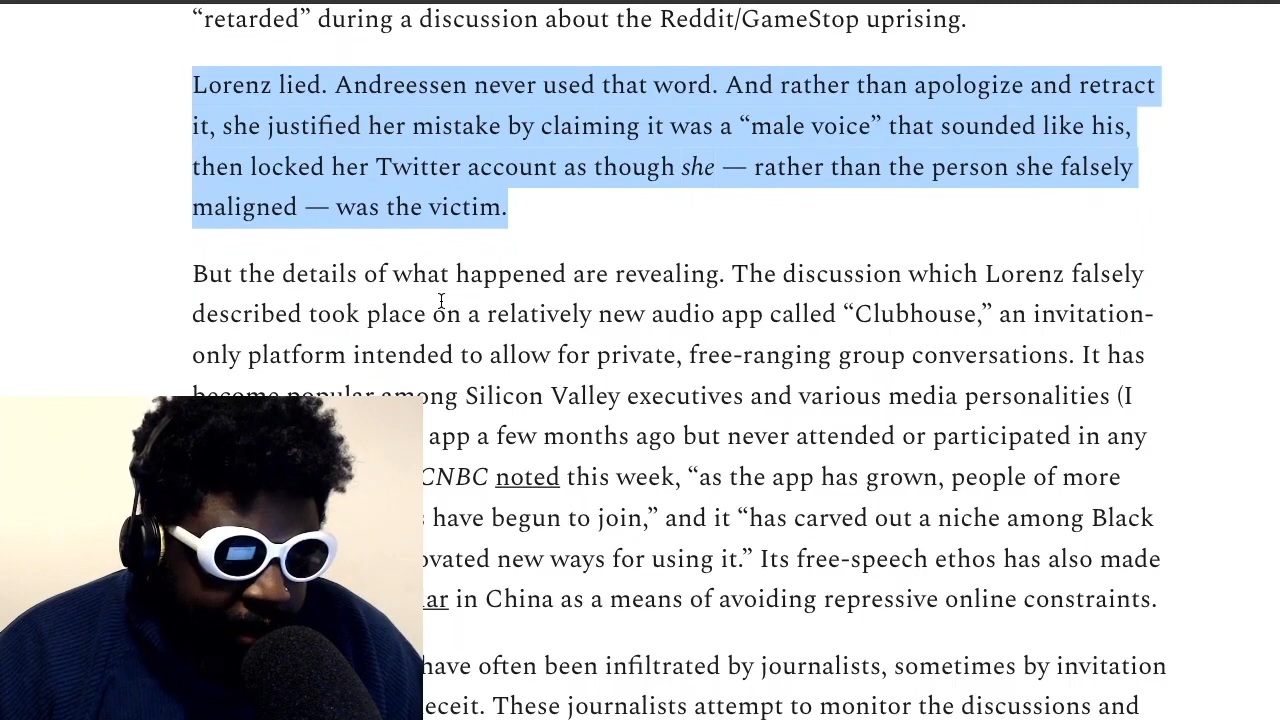 “retarded” during a discussion about the Reddit/GameStop uprising.
Lorenz lied. Andreessen never used that word. And rather than apologize and retract
it, she justified her mistake by claiming it was a “male voice” that sounded like his,
then locked her Twitter account as though she — rather than the person she falsely
maligned — was the victim.
But the details of what happened are revealing. The discussion which Lorenz falsely
described took place on a relatively new audio app called “Clubhouse,” an invitation-
only platform intended to allow for private, free-ranging group conversations. It has
become popular among Silicon Valley executives and various media personalities (I
app a few months ago but never attended or participated in any
CNBC noted this week, “as the app has grown, people of more
have begun to join,” and it “has carved out a niche among Black
new ways for using it.” Its free-speech ethos has also made
in China as a means of avoiding repressive online constraints.
have often been infiltrated by journalists, sometimes by invitation
These journalists attempt to monitor the discussions and